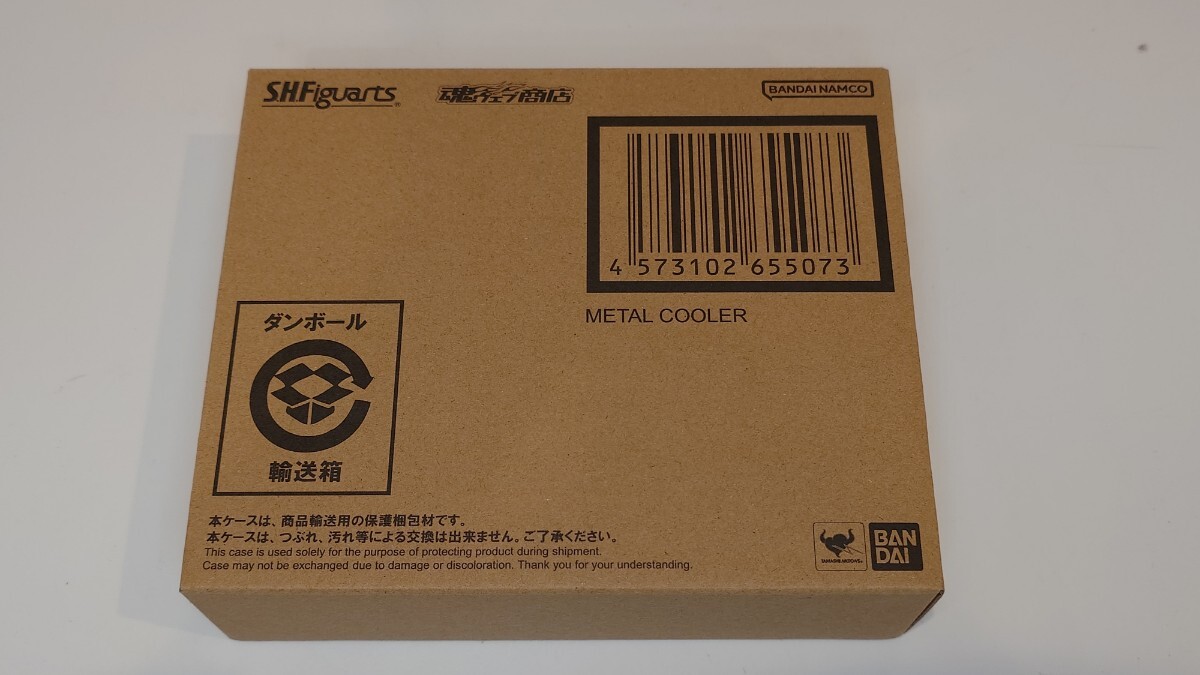 S.H.Figuarts®
魂ウェブ商店
BANDAI NAMCO
4 573102 655073
METAL COOLER
ダンボール
輸送箱
本ケースは、商品輸送用の保護梱包材です。
本ケースは、つぶれ、汚れ等による交換は出来ません。ご了承ください。
This case is used solely for the purpose of protecting product during shipment.
Case may not be exchanged due to damage or discoloration. Thank you for your understanding.
TAMASHII NATIONS
BAN
DAI